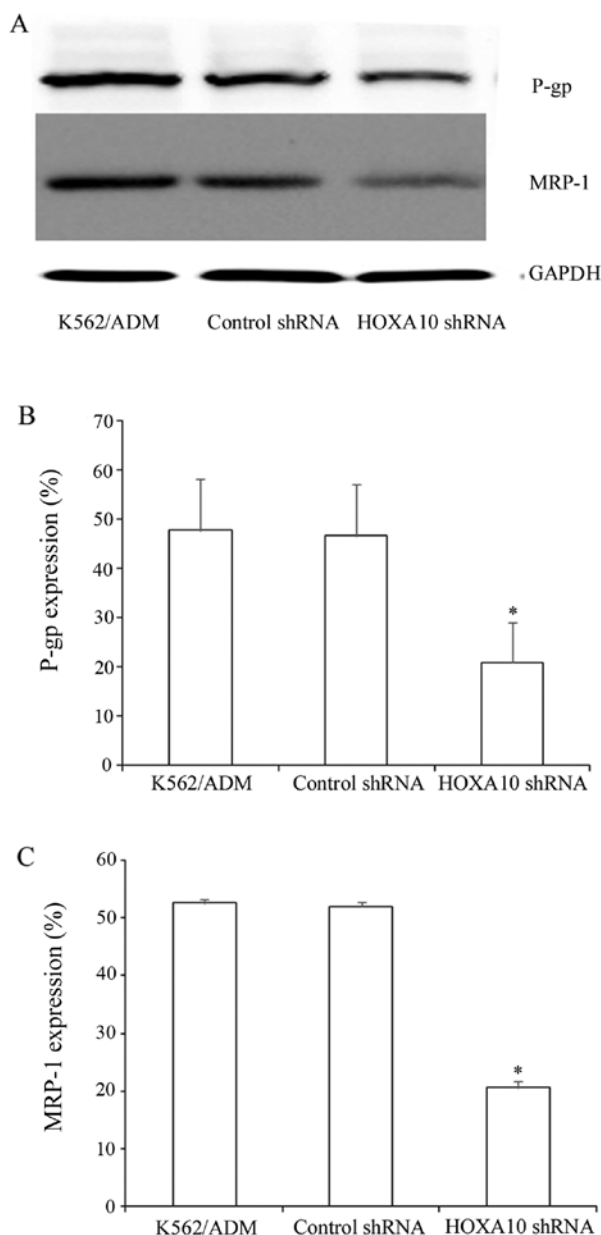 A
P-gp
MRP-1
GAPDH
K562/ADM Control shRNA HOXA10 shRNA
B
P-gp expression (%)
70
60
50
40
30
20
10
0
*
K562/ADM Control shRNA HOXA10 shRNA
C
MRP-1 expression (%)
60
50
40
30
20
10
0
*
K562/ADM Control shRNA HOXA10 shRNA